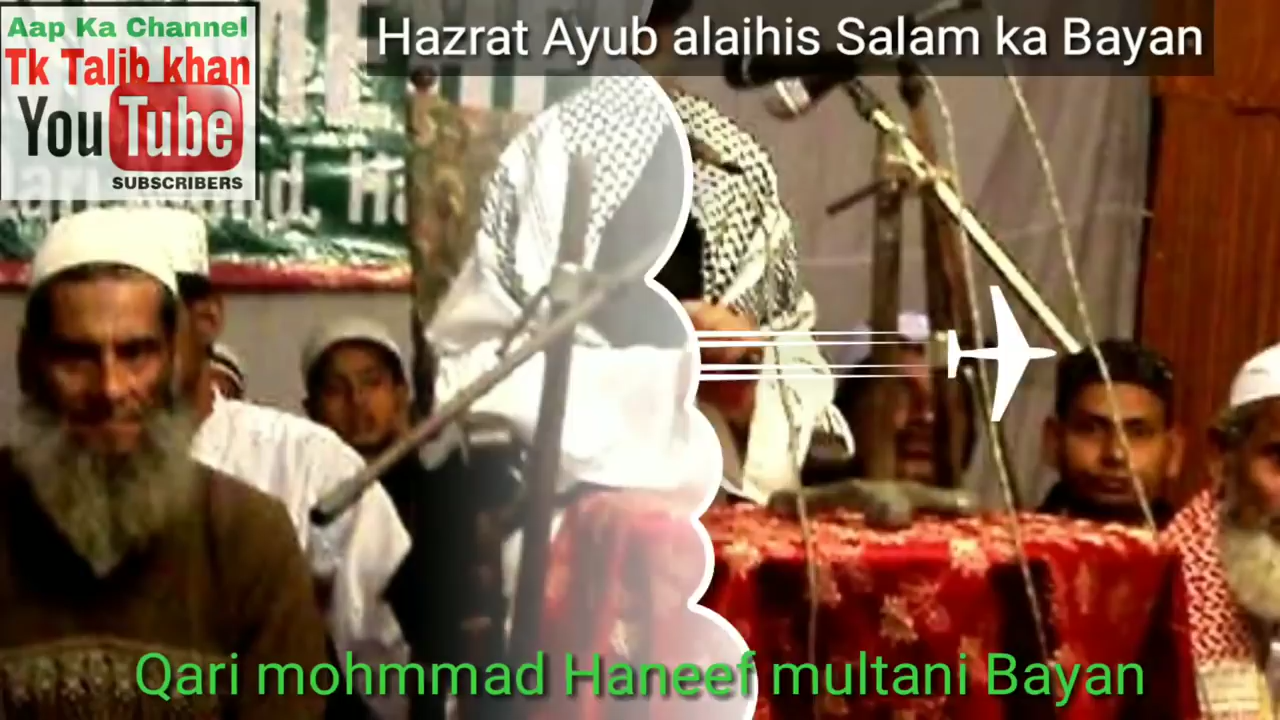 Aap Ka Channel
Tk Talib khan
YouTube
SUBSCRIBERS
Hazrat Ayub alaihis Salam ka Bayan
Qari mohmmad Haneef multani Bayan